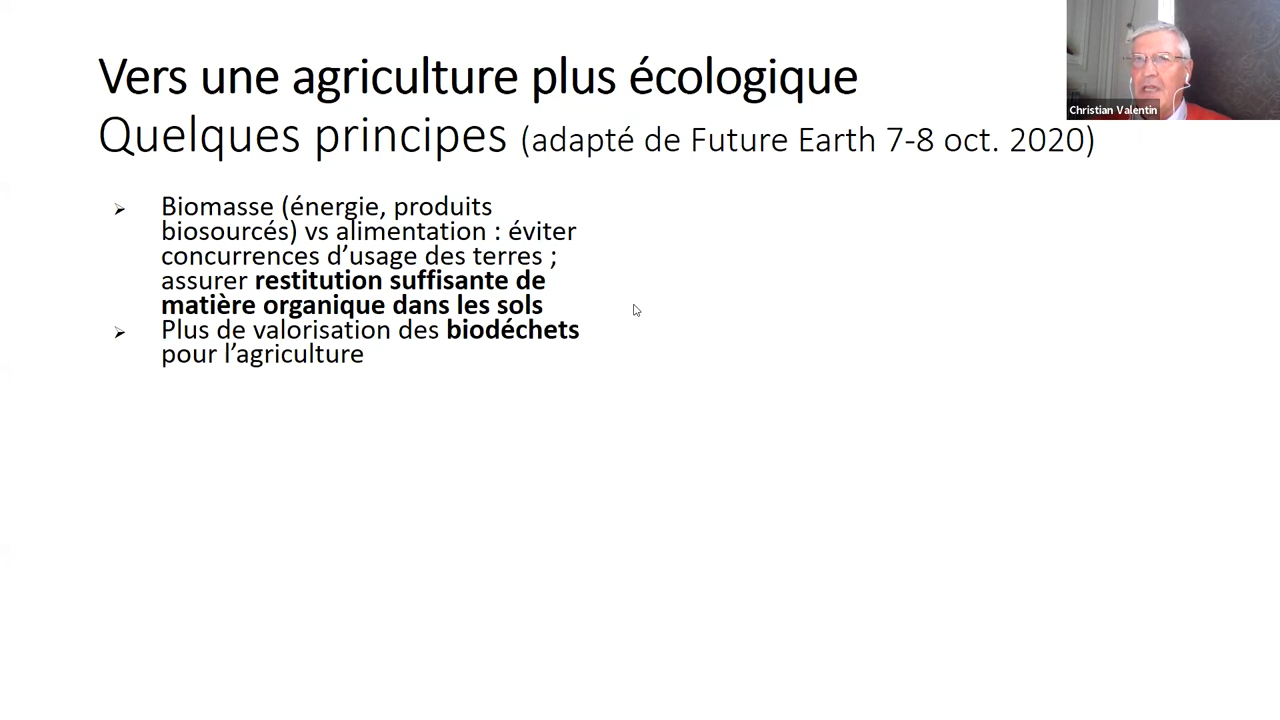 Vers une agriculture plus écologique
Quelques principes (adapté de Future Earth 7-8 oct. 2020)
Christian Valentin
Biomasse (énergie, produits
biosourcés) vs alimentation : éviter
concurrences d’usage des terres ;
assurer restitution suffisante de
matière organique dans les sols
Plus de valorisation des biodéchets
pour l’agriculture